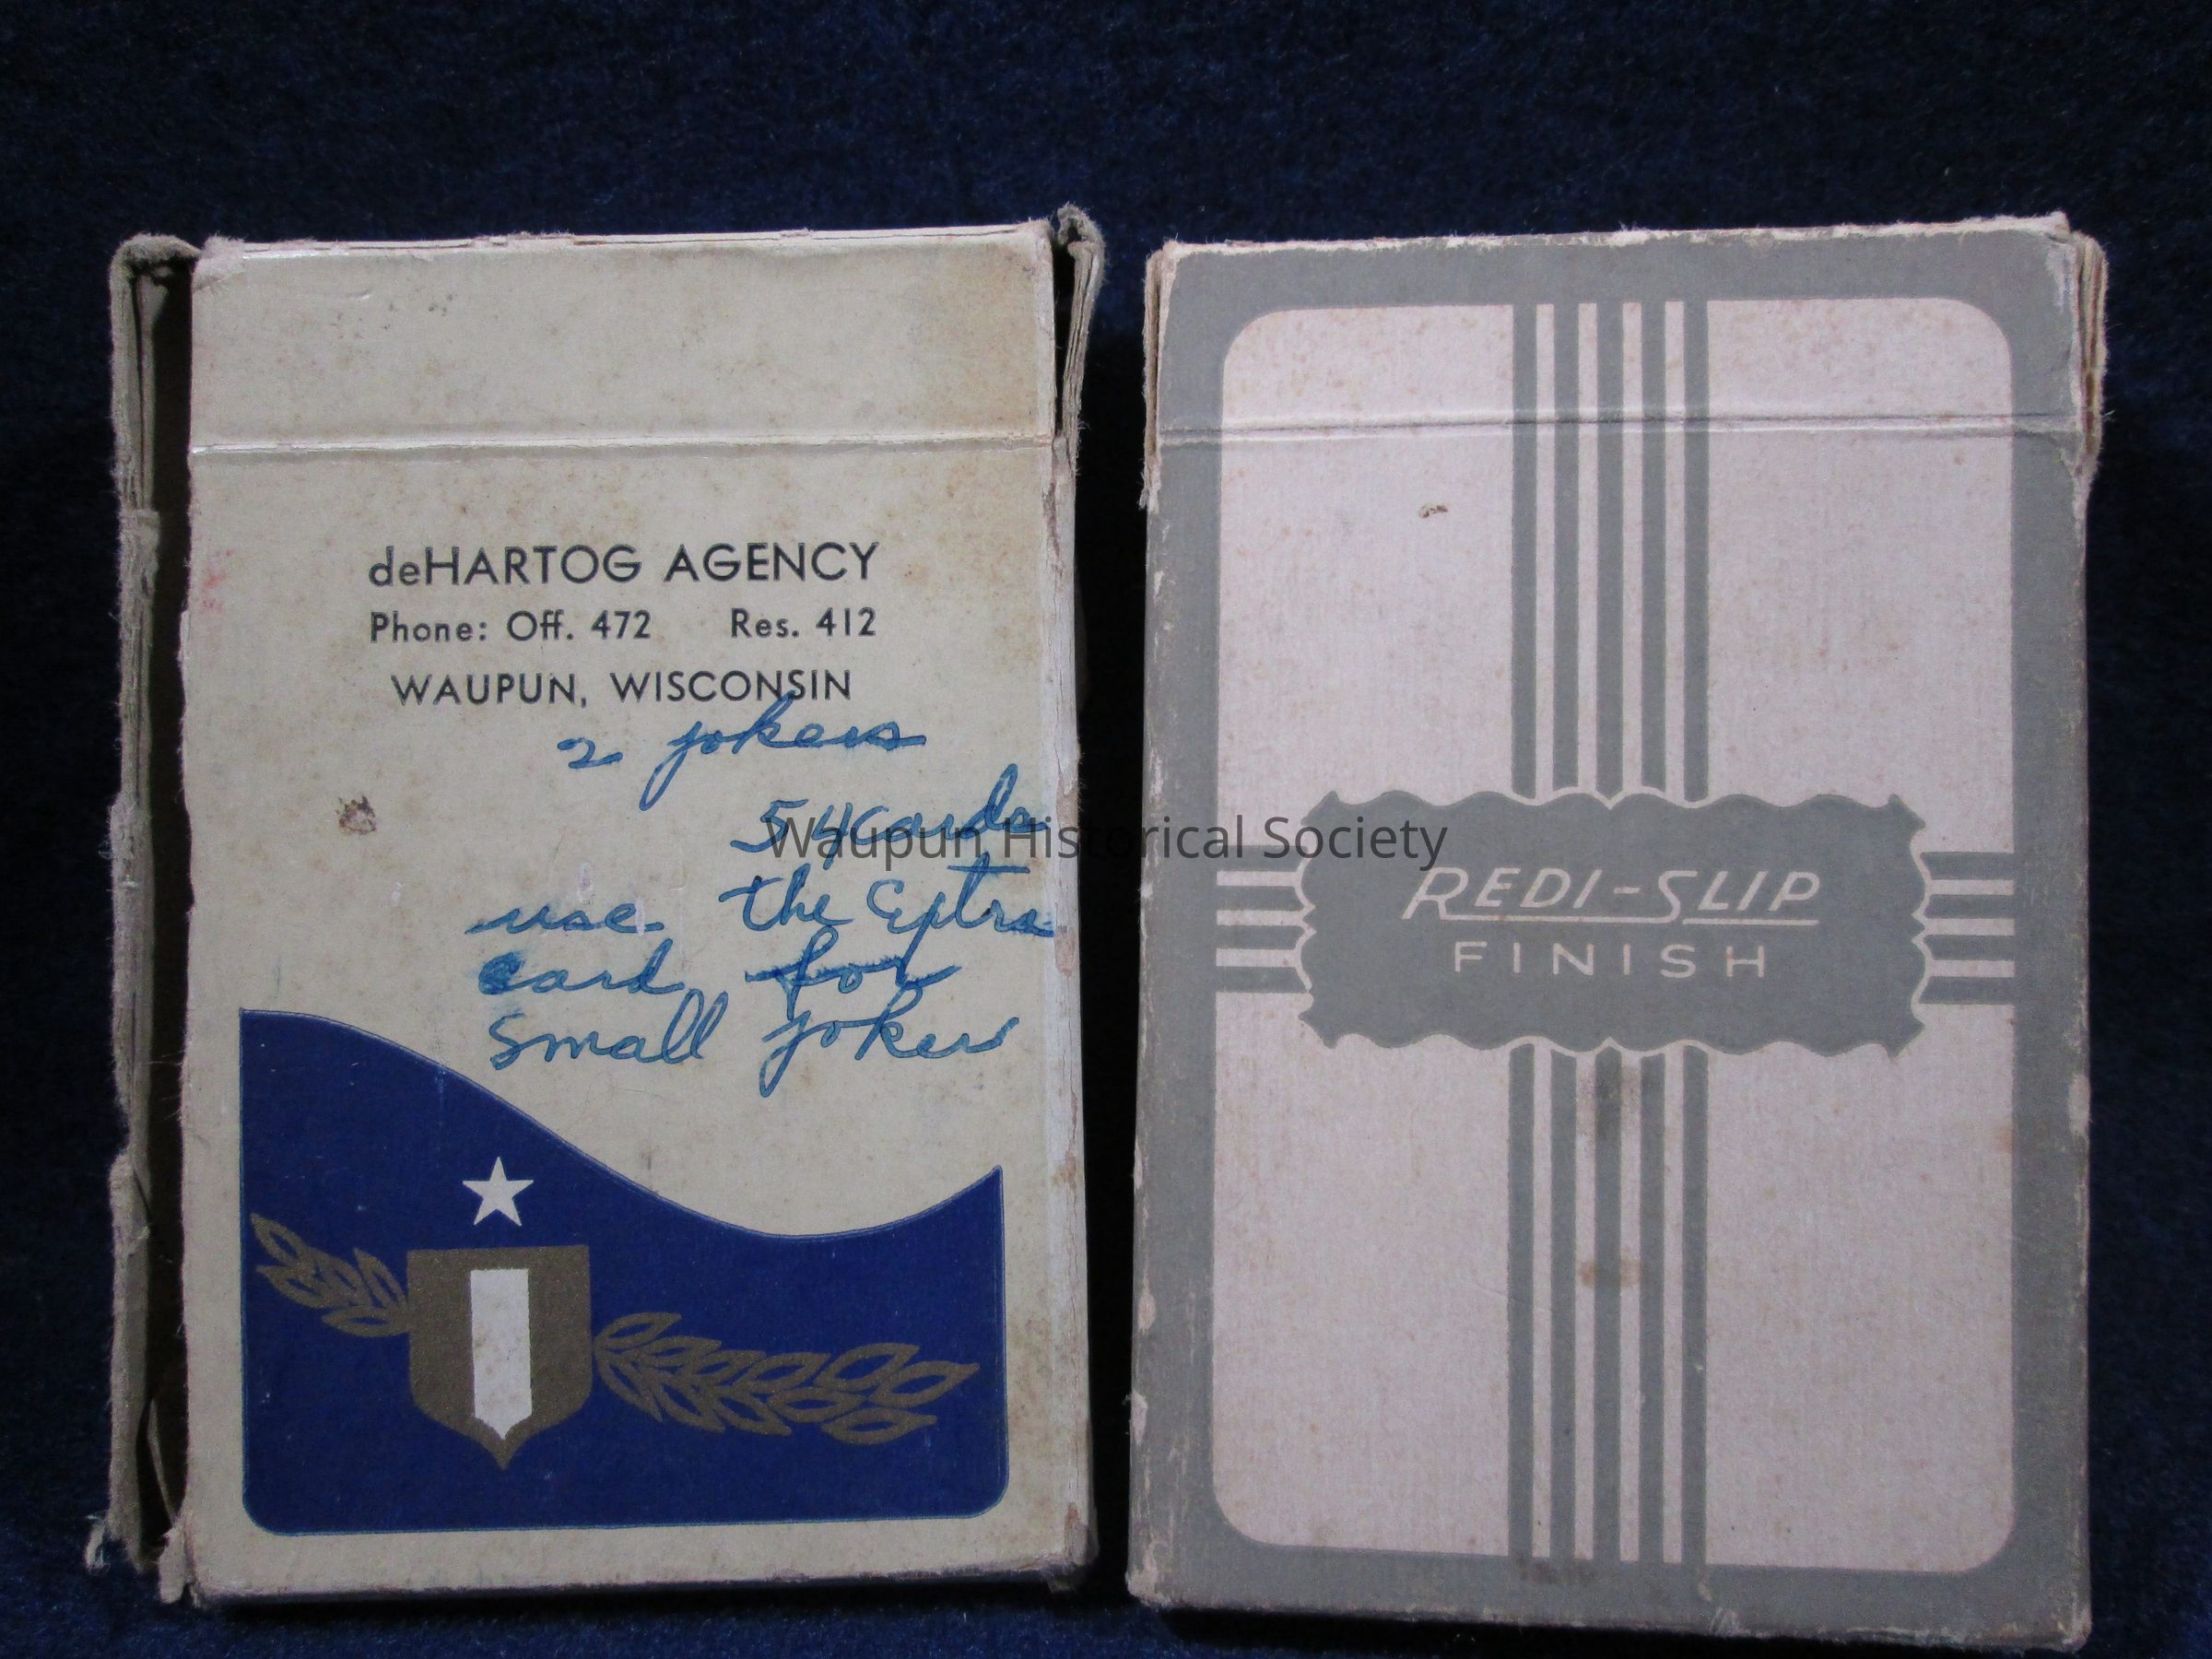 deHARTOG AGENCY
Phone: Off. 472 Res. 412
WAUPUN, WISCONSIN
2 jokers
54 cards
use the Extra
card for
small joker
REDI-SLIP
FINISH
Waupun Historical Society